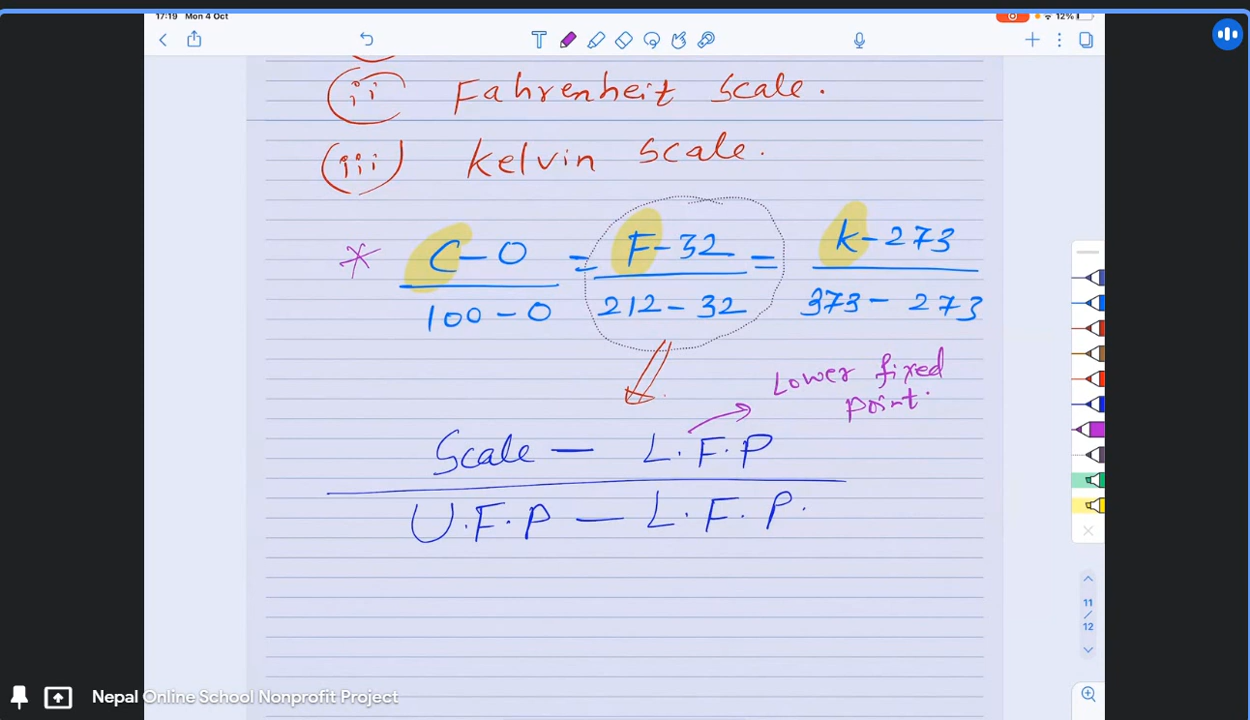 17:19 Mon 4 Oct
12%
(ii) Fahrenheit Scale.
(iii) Kelvin Scale.
* C-0 = F-32 = K-273
100-0 212-32 373-273
Lower fixed
point.
Scale - L.F.P
U.F.P - L.F.P.
11
/
12
Nepal Online School Nonprofit Project